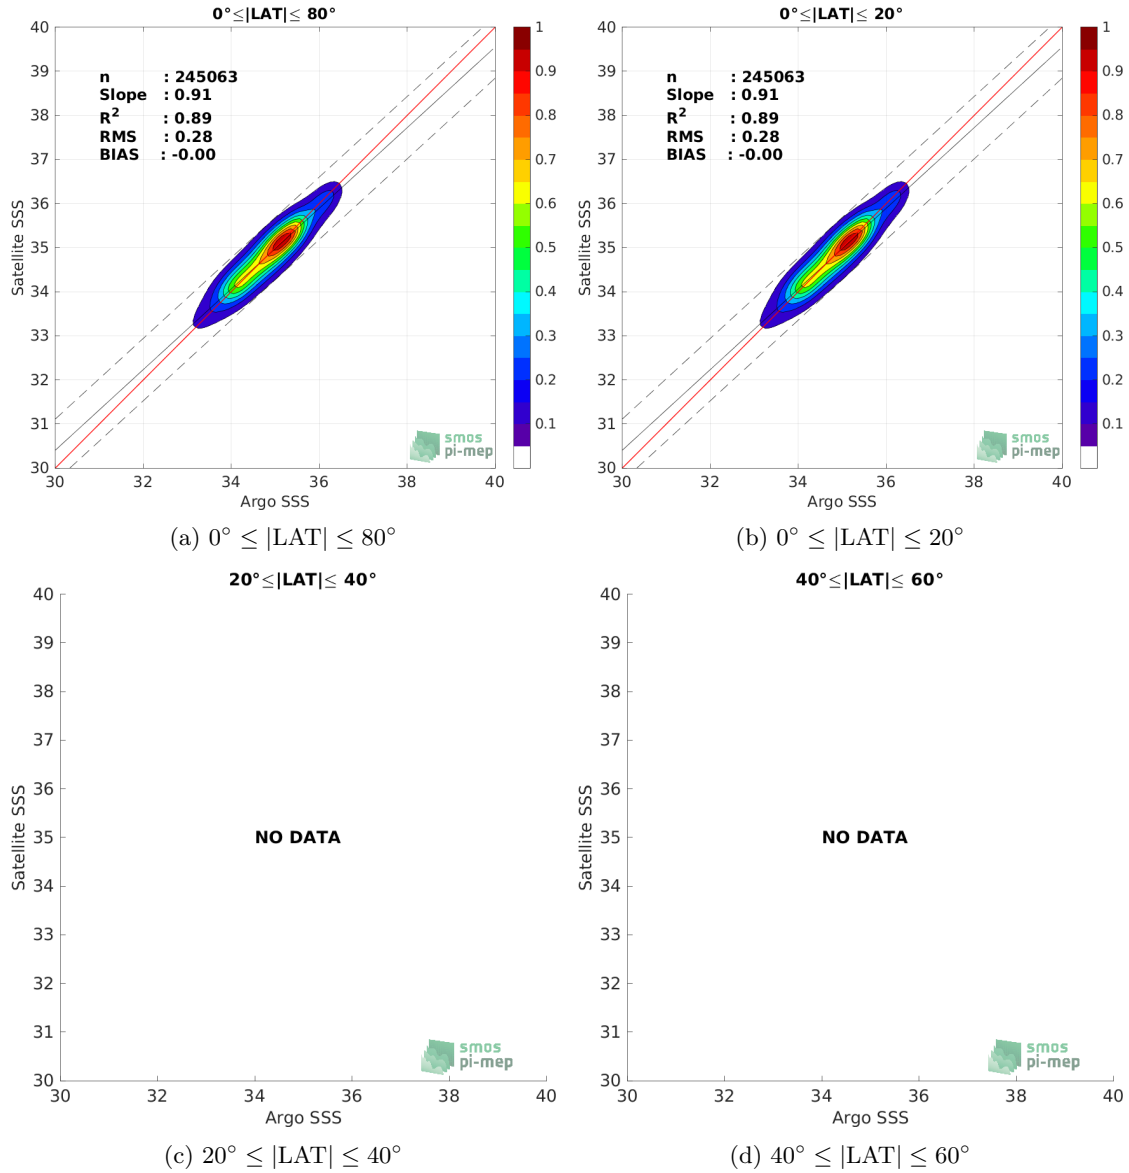 0°≤|LAT|≤ 80°
40
39
38
37
36
35
34
33
32
31
30
Satellite SSS
n : 245063
Slope : 0.91
R² : 0.89
RMS : 0.28
BIAS : -0.00
smos
pi-mep
30 32 34 36 38 40
Argo SSS
1
0.9
0.8
0.7
0.6
0.5
0.4
0.3
0.2
0.1
(a) 0° ≤ |LAT| ≤ 80°
0°≤|LAT|≤ 20°
40
39
38
37
36
35
34
33
32
31
30
Satellite SSS
n : 245063
Slope : 0.91
R² : 0.89
RMS : 0.28
BIAS : -0.00
smos
pi-mep
30 32 34 36 38 40
Argo SSS
1
0.9
0.8
0.7
0.6
0.5
0.4
0.3
0.2
0.1
(b) 0° ≤ |LAT| ≤ 20°
20°≤|LAT|≤ 40°
40
39
38
37
36
35
34
33
32
31
30
Satellite SSS
NO DATA
smos
pi-mep
30 32 34 36 38 40
Argo SSS
(c) 20° ≤ |LAT| ≤ 40°
40°≤|LAT|≤ 60°
40
39
38
37
36
35
34
33
32
31
30
Satellite SSS
NO DATA
smos
pi-mep
30 32 34 36 38 40
Argo SSS
(d) 40° ≤ |LAT| ≤ 60°